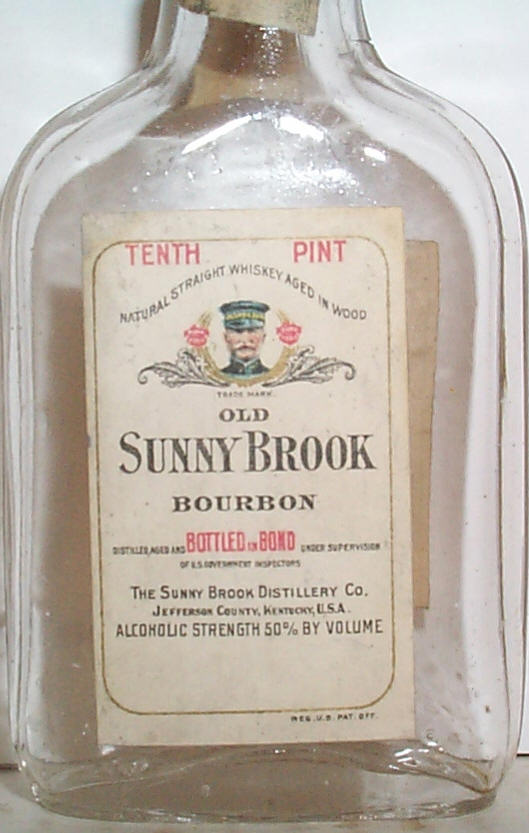 TENTH PINT
NATURAL STRAIGHT WHISKEY AGED IN WOOD
TRADE MARK.
OLD
SUNNY BROOK
BOURBON
DISTILLED, AGED AND BOTTLED IN BOND UNDER SUPERVISION
OF U.S. GOVERNMENT INSPECTORS
THE SUNNY BROOK DISTILLERY CO.
JEFFERSON COUNTY, KENTUCKY, U.S.A.
ALCOHOLIC STRENGTH 50% BY VOLUME
REG. U.S. PAT. OFF.